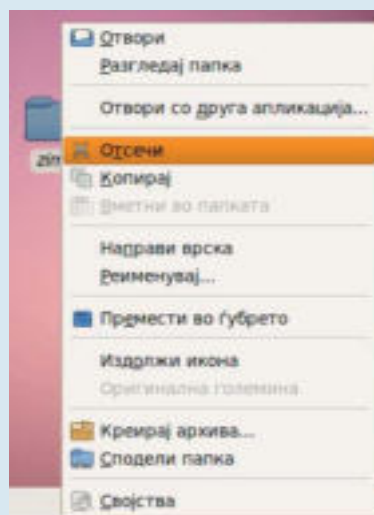 Отвори
Разгледај папка
Отвори со друга апликација...
zim
Отсечи
Копирај
Вметни во папката
Направи врска
Реименувај...
Премести во ѓубрето
Издолжи икона
Оригинална големина
Креирај архива...
Сподели папка
Својства